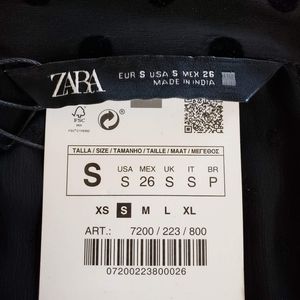 ZARA
EUR S USA S MEX 26
MADE IN INDIA
FSC
TALLA / SIZE / TAMANHO / TAILLE / MAAT / ΜΕΓΕΘΟΣ
S
USA MEX UK IT BR
S 26 S S P
XS S M L XL
ART.: 7200 / 223 / 800
07200223800026